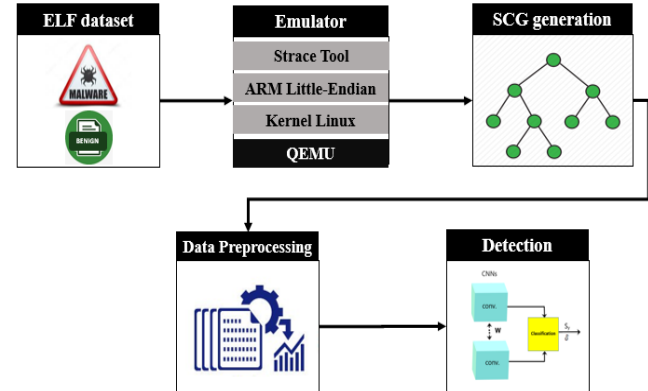 ELF dataset
MALWARE
BENIGN
Emulator
Strace Tool
ARM Little-Endian
Kernel Linux
QEMU
SCG generation
Data Preprocessing
Detection
CNNs
conv.
W
conv.
Classification